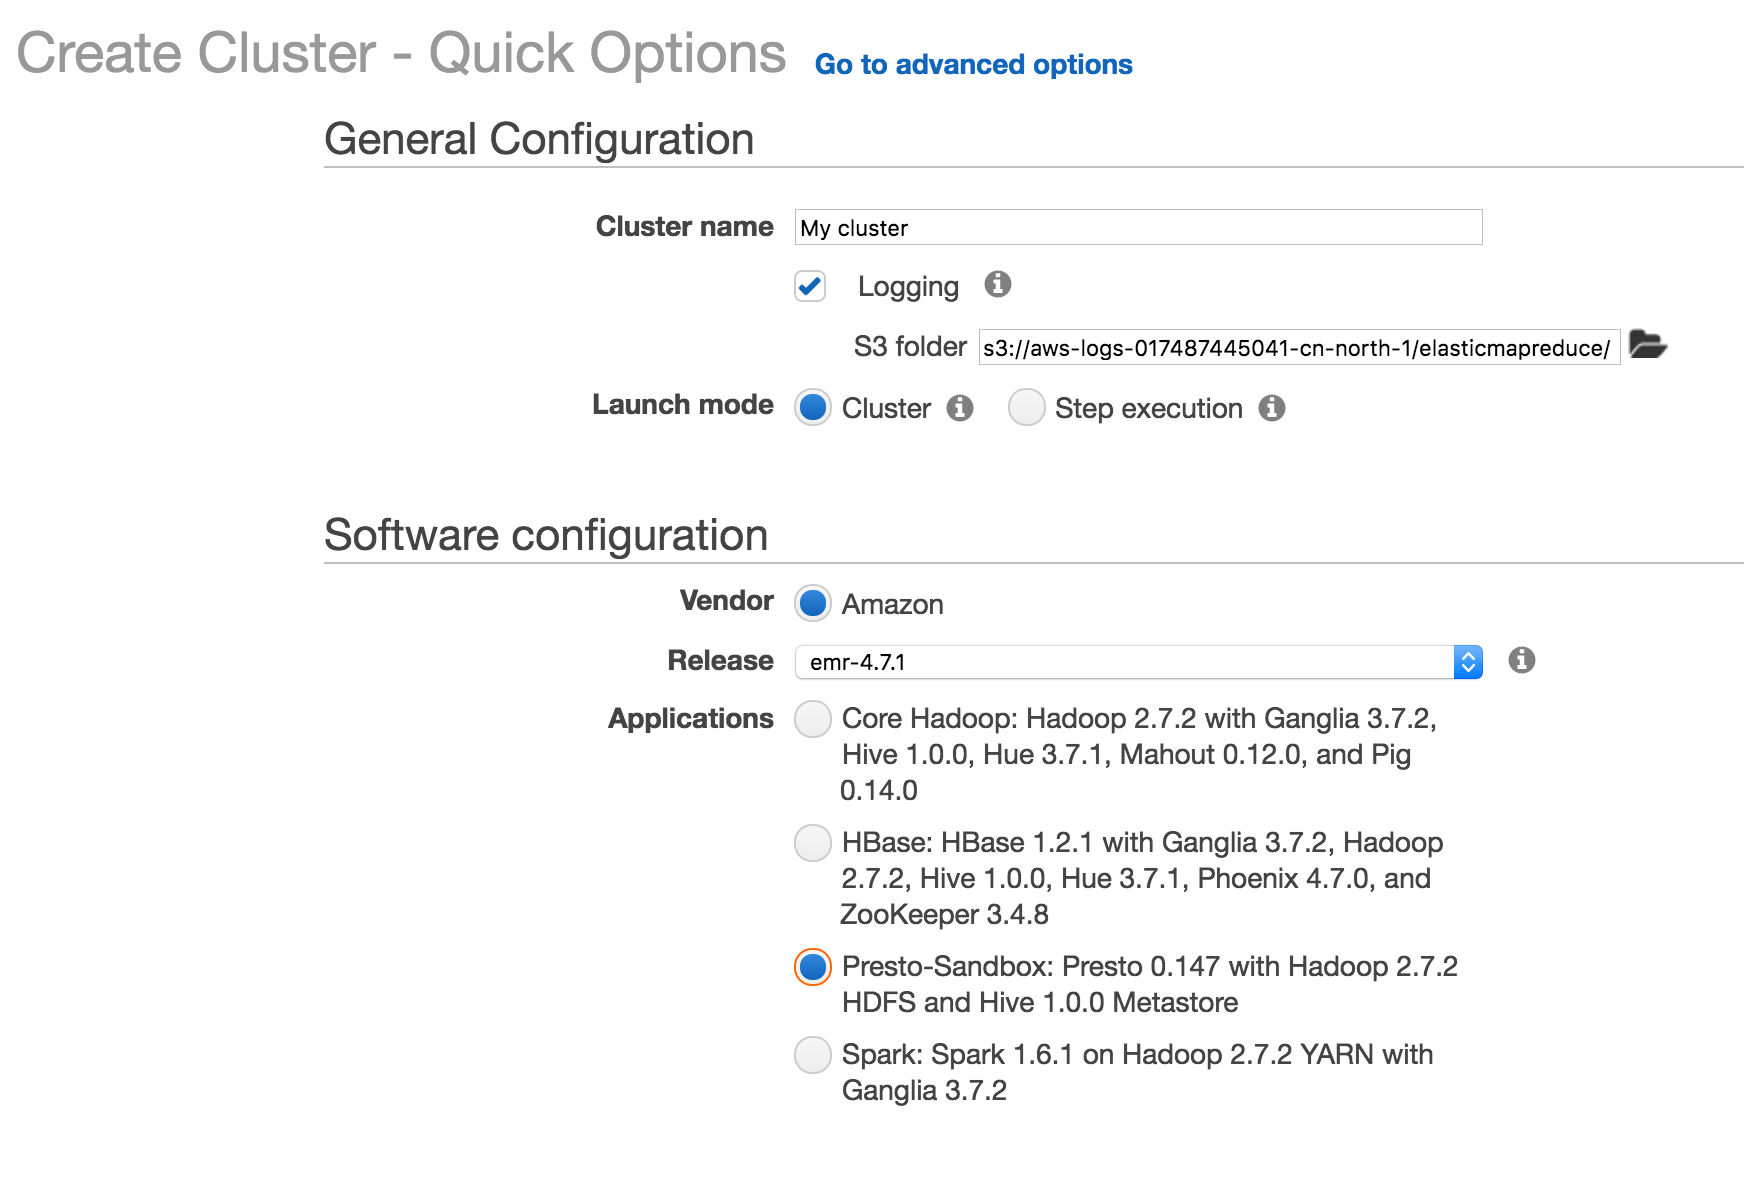 Create Cluster - Quick Options Go to advanced options
General Configuration
Cluster name My cluster
Logging
S3 folder s3://aws-logs-017487445041-cn-north-1/elasticmapreduce/
Launch mode Cluster Step execution
Software configuration
Vendor Amazon
Release emr-4.7.1
Applications Core Hadoop: Hadoop 2.7.2 with Ganglia 3.7.2,
Hive 1.0.0, Hue 3.7.1, Mahout 0.12.0, and Pig
0.14.0
HBase: HBase 1.2.1 with Ganglia 3.7.2, Hadoop
2.7.2, Hive 1.0.0, Hue 3.7.1, Phoenix 4.7.0, and
ZooKeeper 3.4.8
Presto-Sandbox: Presto 0.147 with Hadoop 2.7.2
HDFS and Hive 1.0.0 Metastore
Spark: Spark 1.6.1 on Hadoop 2.7.2 YARN with
Ganglia 3.7.2